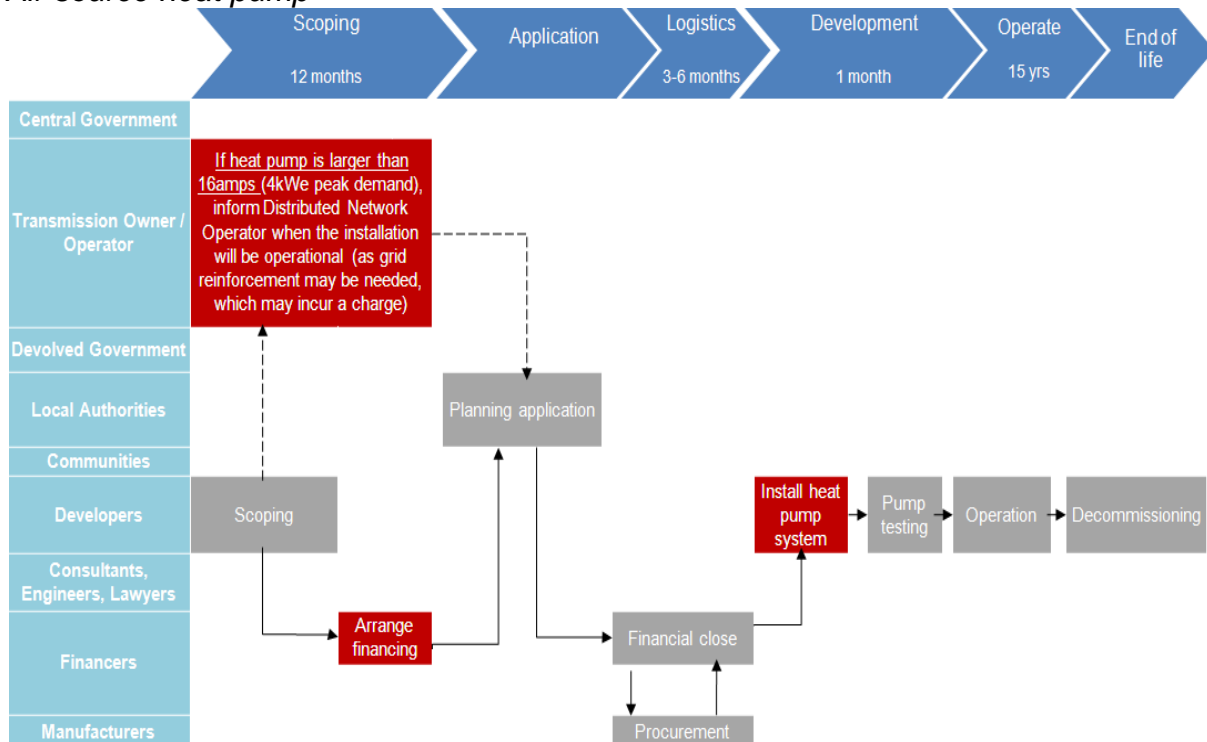 Air source heat pump
Scoping
12 months
Application
Logistics
3-6 months
Development
1 month
Operate
15 yrs
End of
life
Central Government
Transmission Owner /
Operator
If heat pump is larger than
16amps (4kWe peak demand),
inform Distributed Network
Operator when the installation
will be operational (as grid
reinforcement may be needed,
which may incur a charge)
Devolved Government
Local Authorities
Planning application
Communities
Developers
Scoping
Install heat
pump
system
Pump
testing
Operation
Decommissioning
Consultants,
Engineers, Lawyers
Financers
Arrange
financing
Financial close
Manufacturers
Procurement